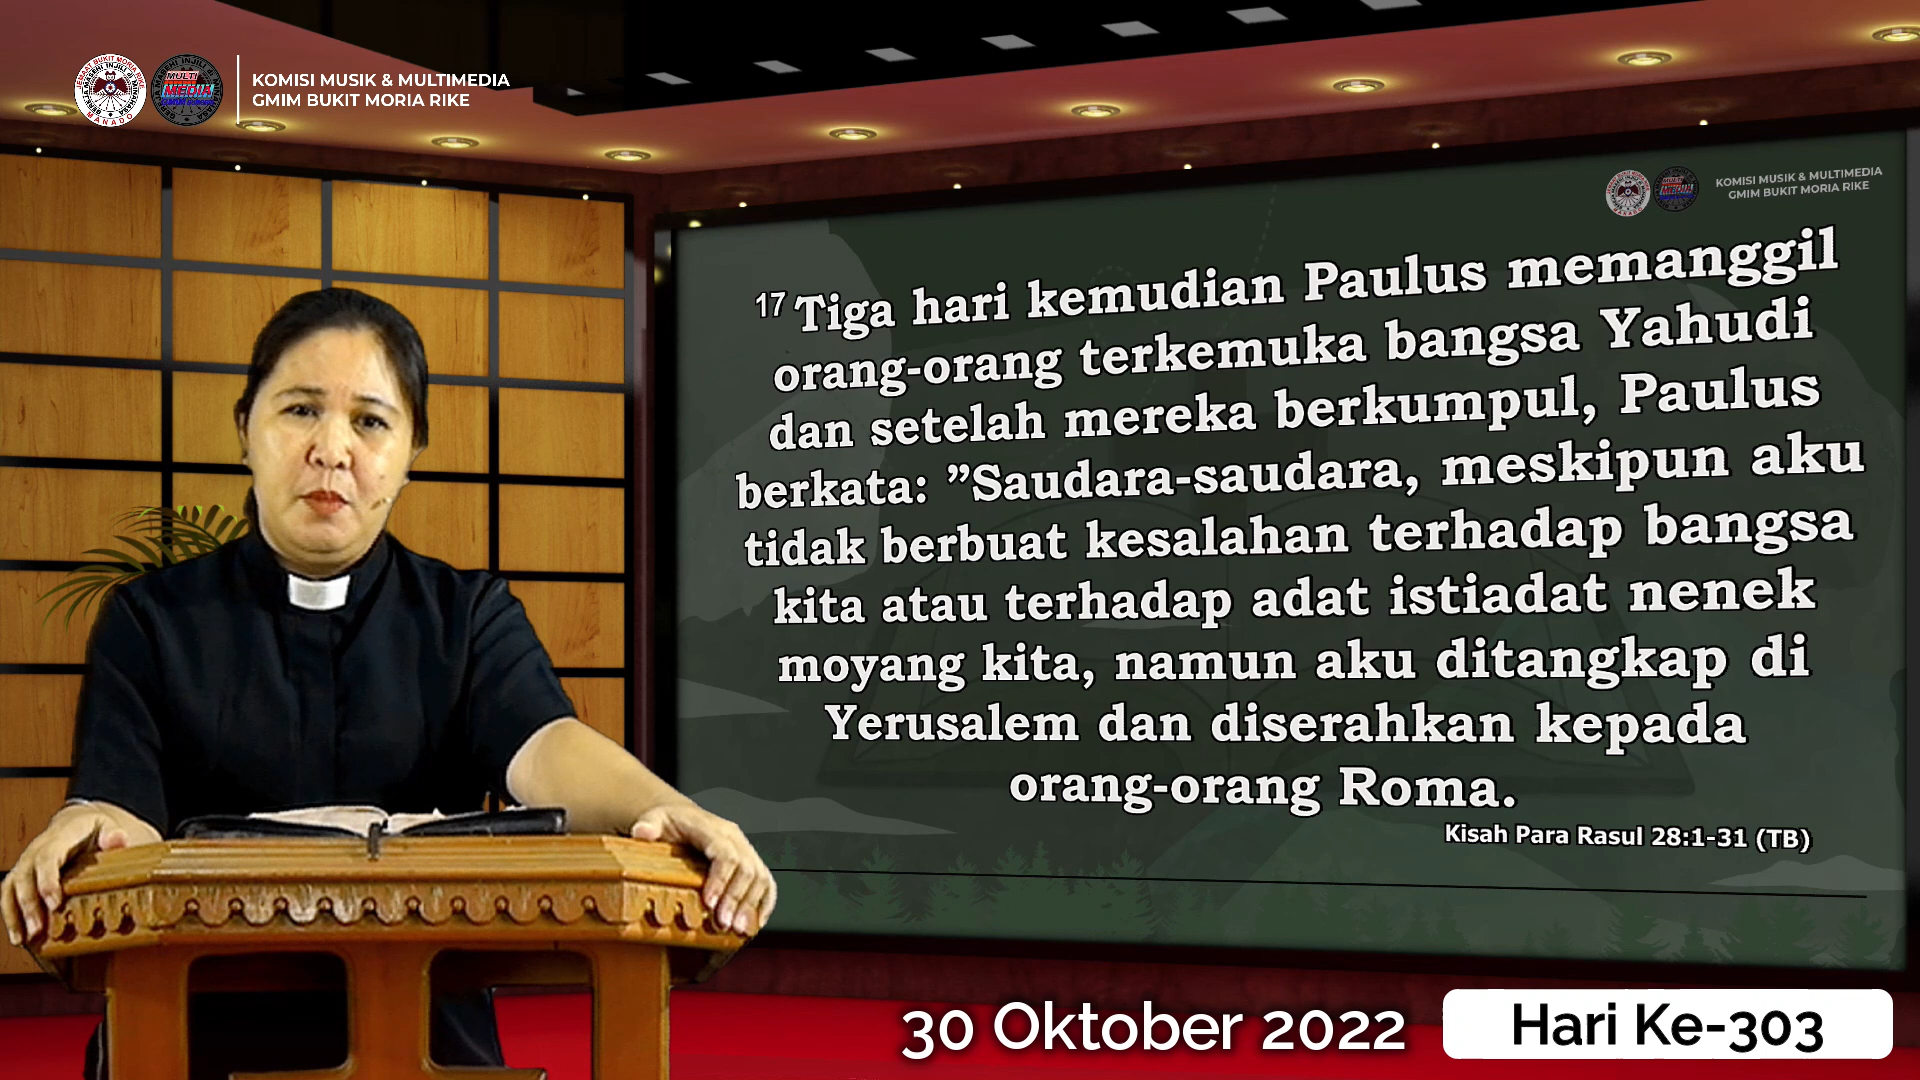 KOMISI MUSIK & MULTIMEDIA
GMIM BUKIT MORIA RIKE
KOMISI MUSIK & MULTIMEDIA
GMIM BUKIT MORIA RIKE
17 Tiga hari kemudian Paulus memanggil
orang-orang terkemuka bangsa Yahudi
dan setelah mereka berkumpul, Paulus
berkata: ”Saudara-saudara, meskipun aku
tidak berbuat kesalahan terhadap bangsa
kita atau terhadap adat istiadat nenek
moyang kita, namun aku ditangkap di
Yerusalem dan diserahkan kepada
orang-orang Roma.
Kisah Para Rasul 28:1-31 (TB)
30 Oktober 2022
Hari Ke-303